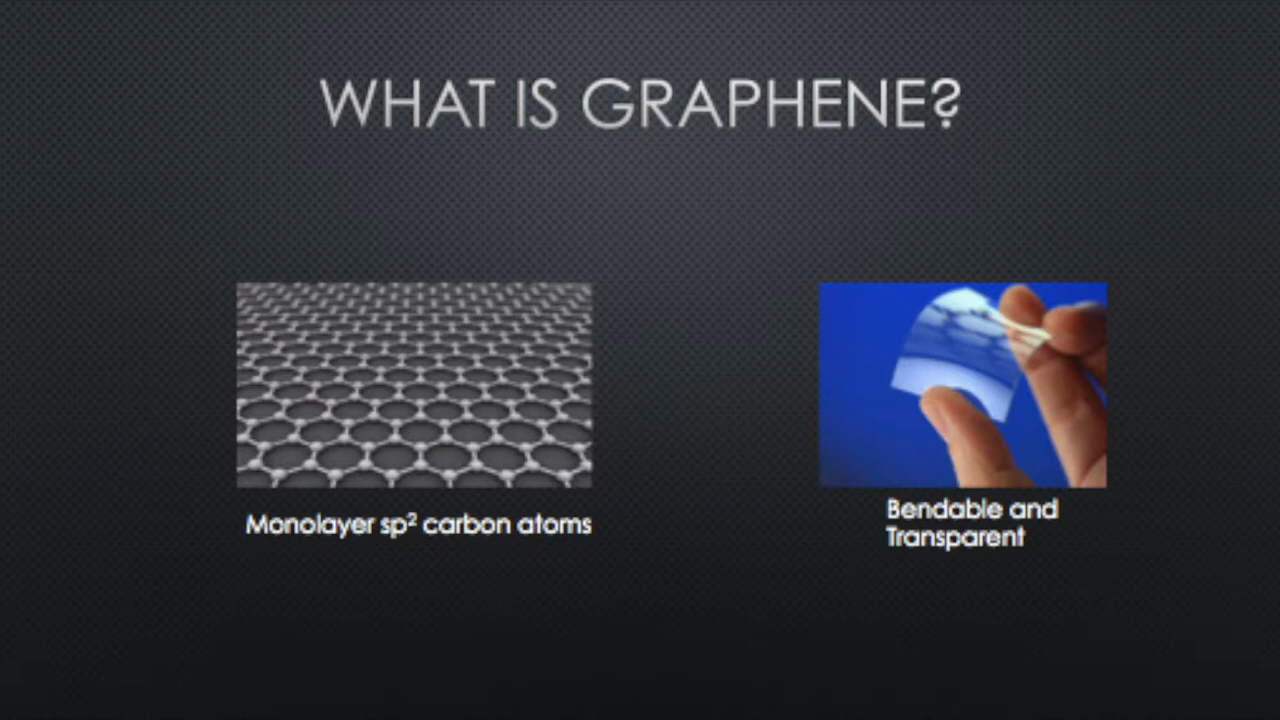 WHAT IS GRAPHENE?
Monolayer sp² carbon atoms
Bendable and
Transparent